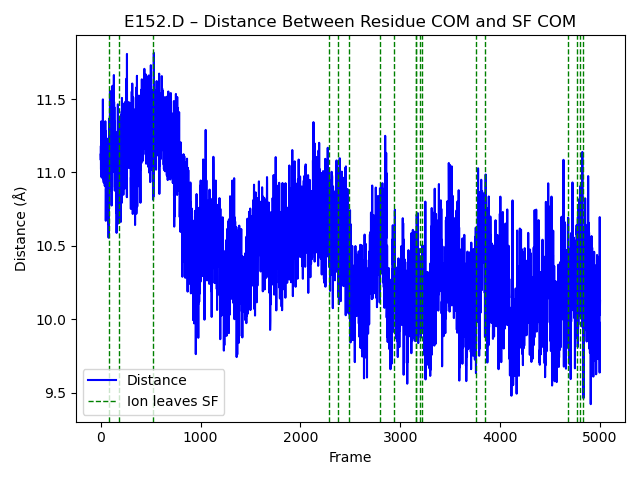 E152.D – Distance Between Residue COM and SF COM
Distance (Å)
11.5
11.0
10.5
10.0
9.5
Distance
Ion leaves SF
0 1000 2000 3000 4000 5000
Frame